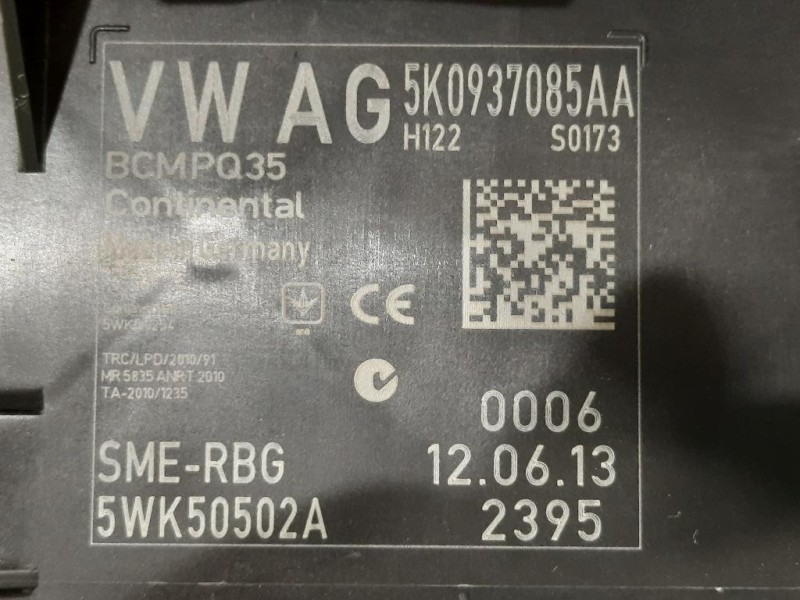 VW AG 5K0937085AA
H122 S0173
BCMPQ35
Continental
Germany
TRC/LPD/2010/91
MR 5835 ANRT 2010
TA-2010/1235
CE
0006
SME-RBG 12.06.13
5WK50502A 2395